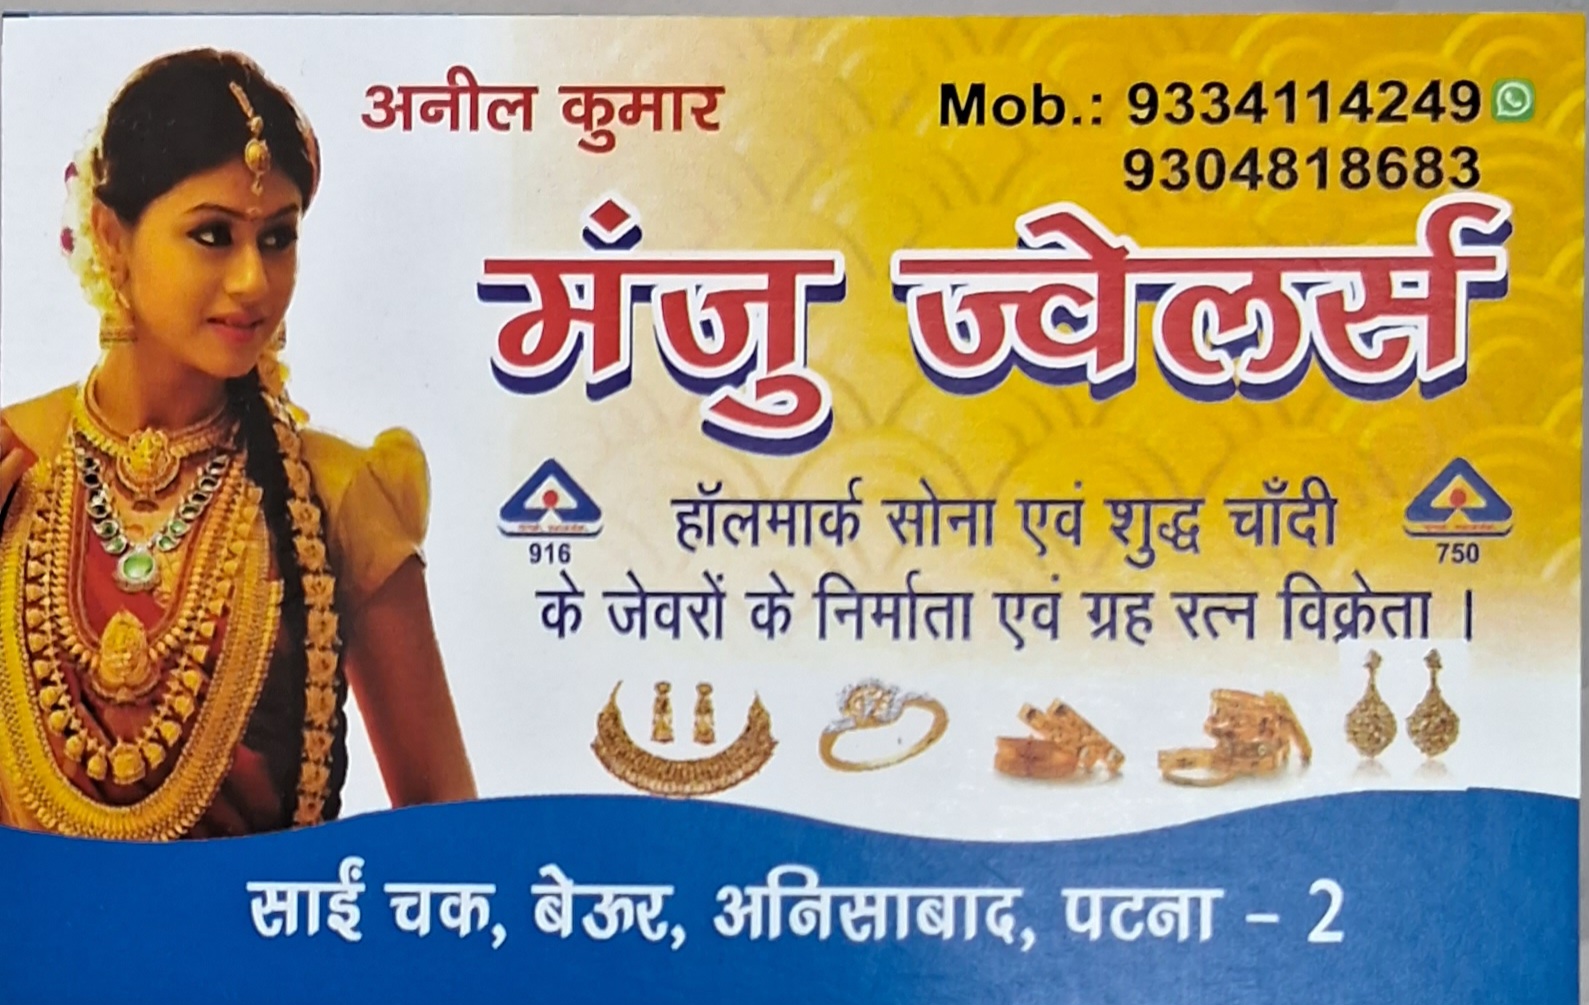 अनील कुमार
Mob.: 9334114249
9304818683
मंजु ज्वेलर्स
हॉलमार्क सोना एवं शुद्ध चाँदी
916
750
के जेवरों के निर्माता एवं ग्रह रत्न विक्रेता ।
साईं चक, बेऊर, अनिसाबाद, पटना – 2